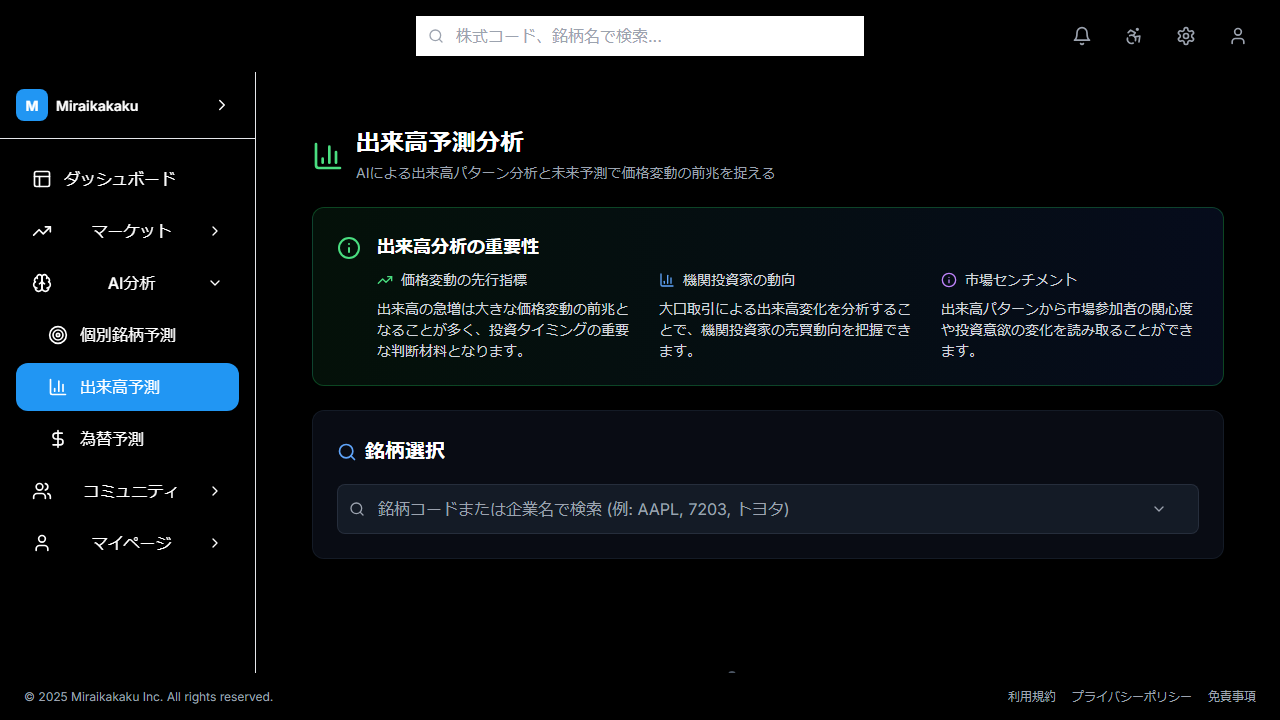 株式コード、銘柄名で検索...
M Miraikakaku
ダッシュボード
マーケット
AI分析
個別銘柄予測
出来高予測
為替予測
コミュニティ
マイページ
出来高予測分析
AIによる出来高パターン分析と未来予測で価格変動の前兆を捉える
出来高分析の重要性
価格変動の先行指標
出来高の急増は大きな価格変動の前兆と
なることが多く、投資タイミングの重要
な判断材料となります。
機関投資家の動向
大口取引による出来高変化を分析するこ
とで、機関投資家の売買動向を把握でき
ます。
市場センチメント
出来高パターンから市場参加者の関心度
や投資意欲の変化を読み取ることができ
ます。
銘柄選択
銘柄コードまたは企業名で検索 (例: AAPL, 7203, トヨタ)
© 2025 Miraikakaku Inc. All rights reserved.
利用規約 プライバシーポリシー 免責事項